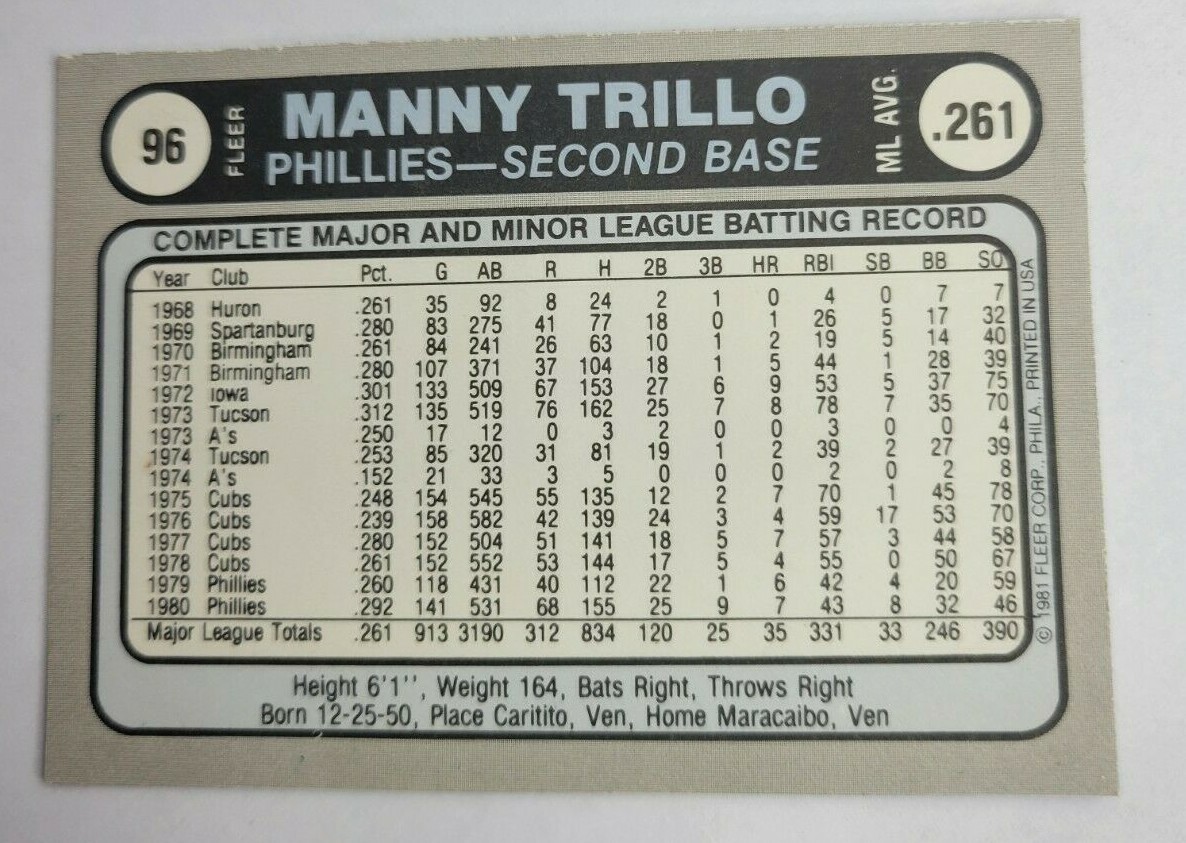 96 FLEER MANNY TRILLO ML AVG. .261
PHILLIES—SECOND BASE
COMPLETE MAJOR AND MINOR LEAGUE BATTING RECORD
Year Club Pct. G AB R H 2B 3B HR RBI SB BB SO
1968 Huron .261 35 92 8 24 2 1 0 4 0 7 7
1969 Spartanburg .280 83 275 41 77 18 0 1 26 5 17 32
1970 Birmingham .261 84 241 26 63 10 1 2 19 5 14 40
1971 Birmingham .280 107 371 37 104 18 1 5 44 1 28 39
1972 Iowa .301 133 509 67 153 27 6 9 53 5 37 75
1973 Tucson .312 135 519 76 162 25 7 8 78 7 35 70
1973 A's .250 17 12 0 3 2 0 0 3 0 0 4
1974 Tucson .253 85 320 31 81 19 1 2 39 2 27 39
1974 A's .152 21 33 3 5 0 0 0 2 0 2 8
1975 Cubs .248 154 545 55 135 12 2 7 70 1 45 78
1976 Cubs .239 158 582 42 139 24 3 4 59 17 53 70
1977 Cubs .280 152 504 51 141 18 5 7 57 3 44 58
1978 Cubs .261 152 552 53 144 17 5 4 55 0 50 67
1979 Phillies .260 118 431 40 112 22 1 6 42 4 20 59
1980 Phillies .292 141 531 68 155 25 9 7 43 8 32 46
Major League Totals .261 913 3190 312 834 120 25 35 331 33 246 390
Height 6'1'', Weight 164, Bats Right, Throws Right
Born 12-25-50, Place Caritito, Ven, Home Maracaibo, Ven
© 1981 FLEER CORP., PHILA., PRINTED IN USA